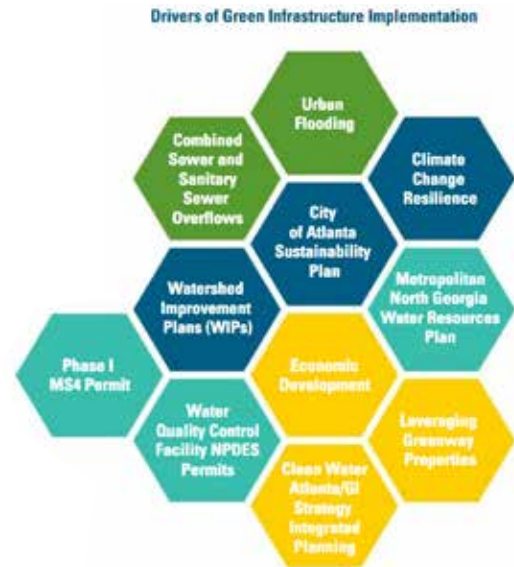 Drivers of Green Infrastructure Implementation
Urban
Flooding
Combined
Sewer and
Sanitary
Sewer
Overflows
Climate
Change
Resilience
City
of Atlanta
Sustainability
Plan
Watershed
Improvement
Plans (WIPs)
Metropolitan
North Georgia
Water Resources
Plan
Phase I
MS4 Permit
Economic
Development
Water
Quality Control
Facility NPDES
Permits
Leveraging
Greenway
Properties
Clean Water
Atlanta/GI
Strategy
Integrated
Planning